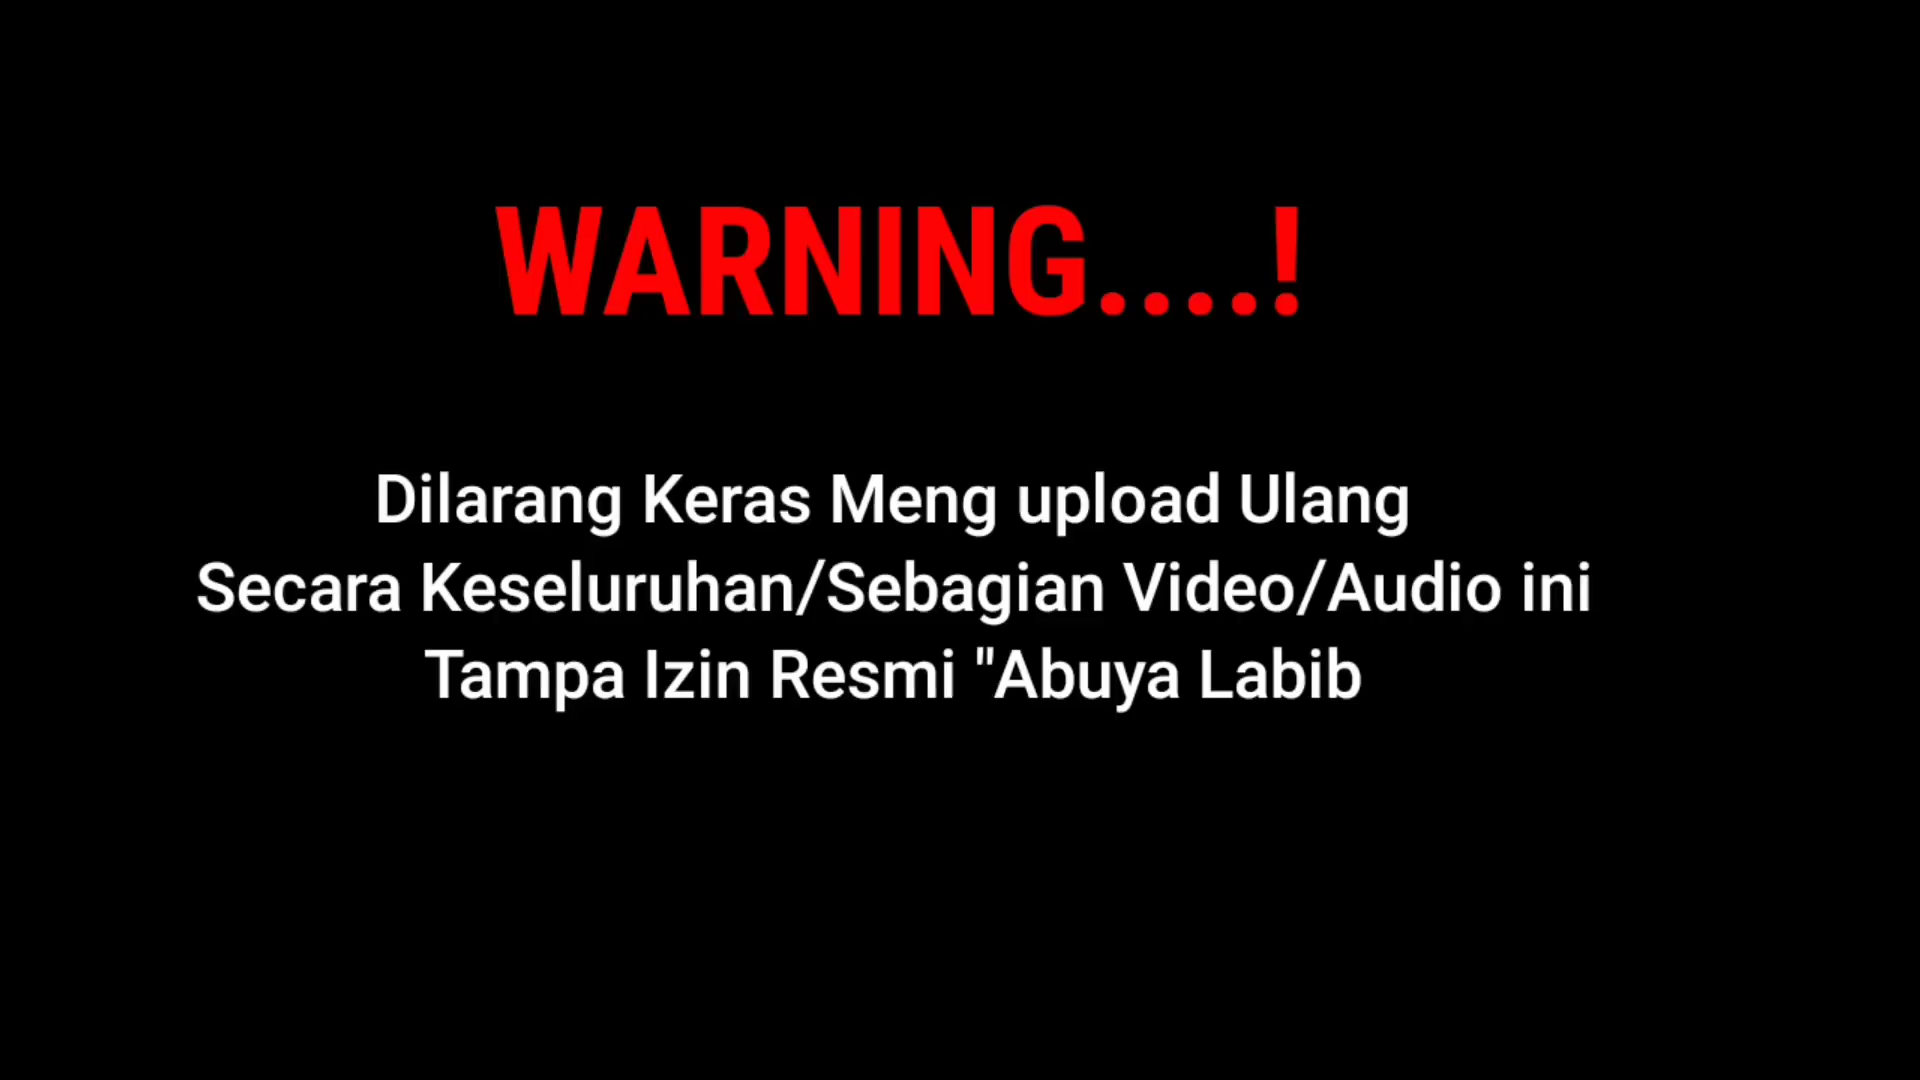 WARNING....!
Dilarang Keras Meng upload Ulang
Secara Keseluruhan/Sebagian Video/Audio ini
Tampa Izin Resmi "Abuya Labib